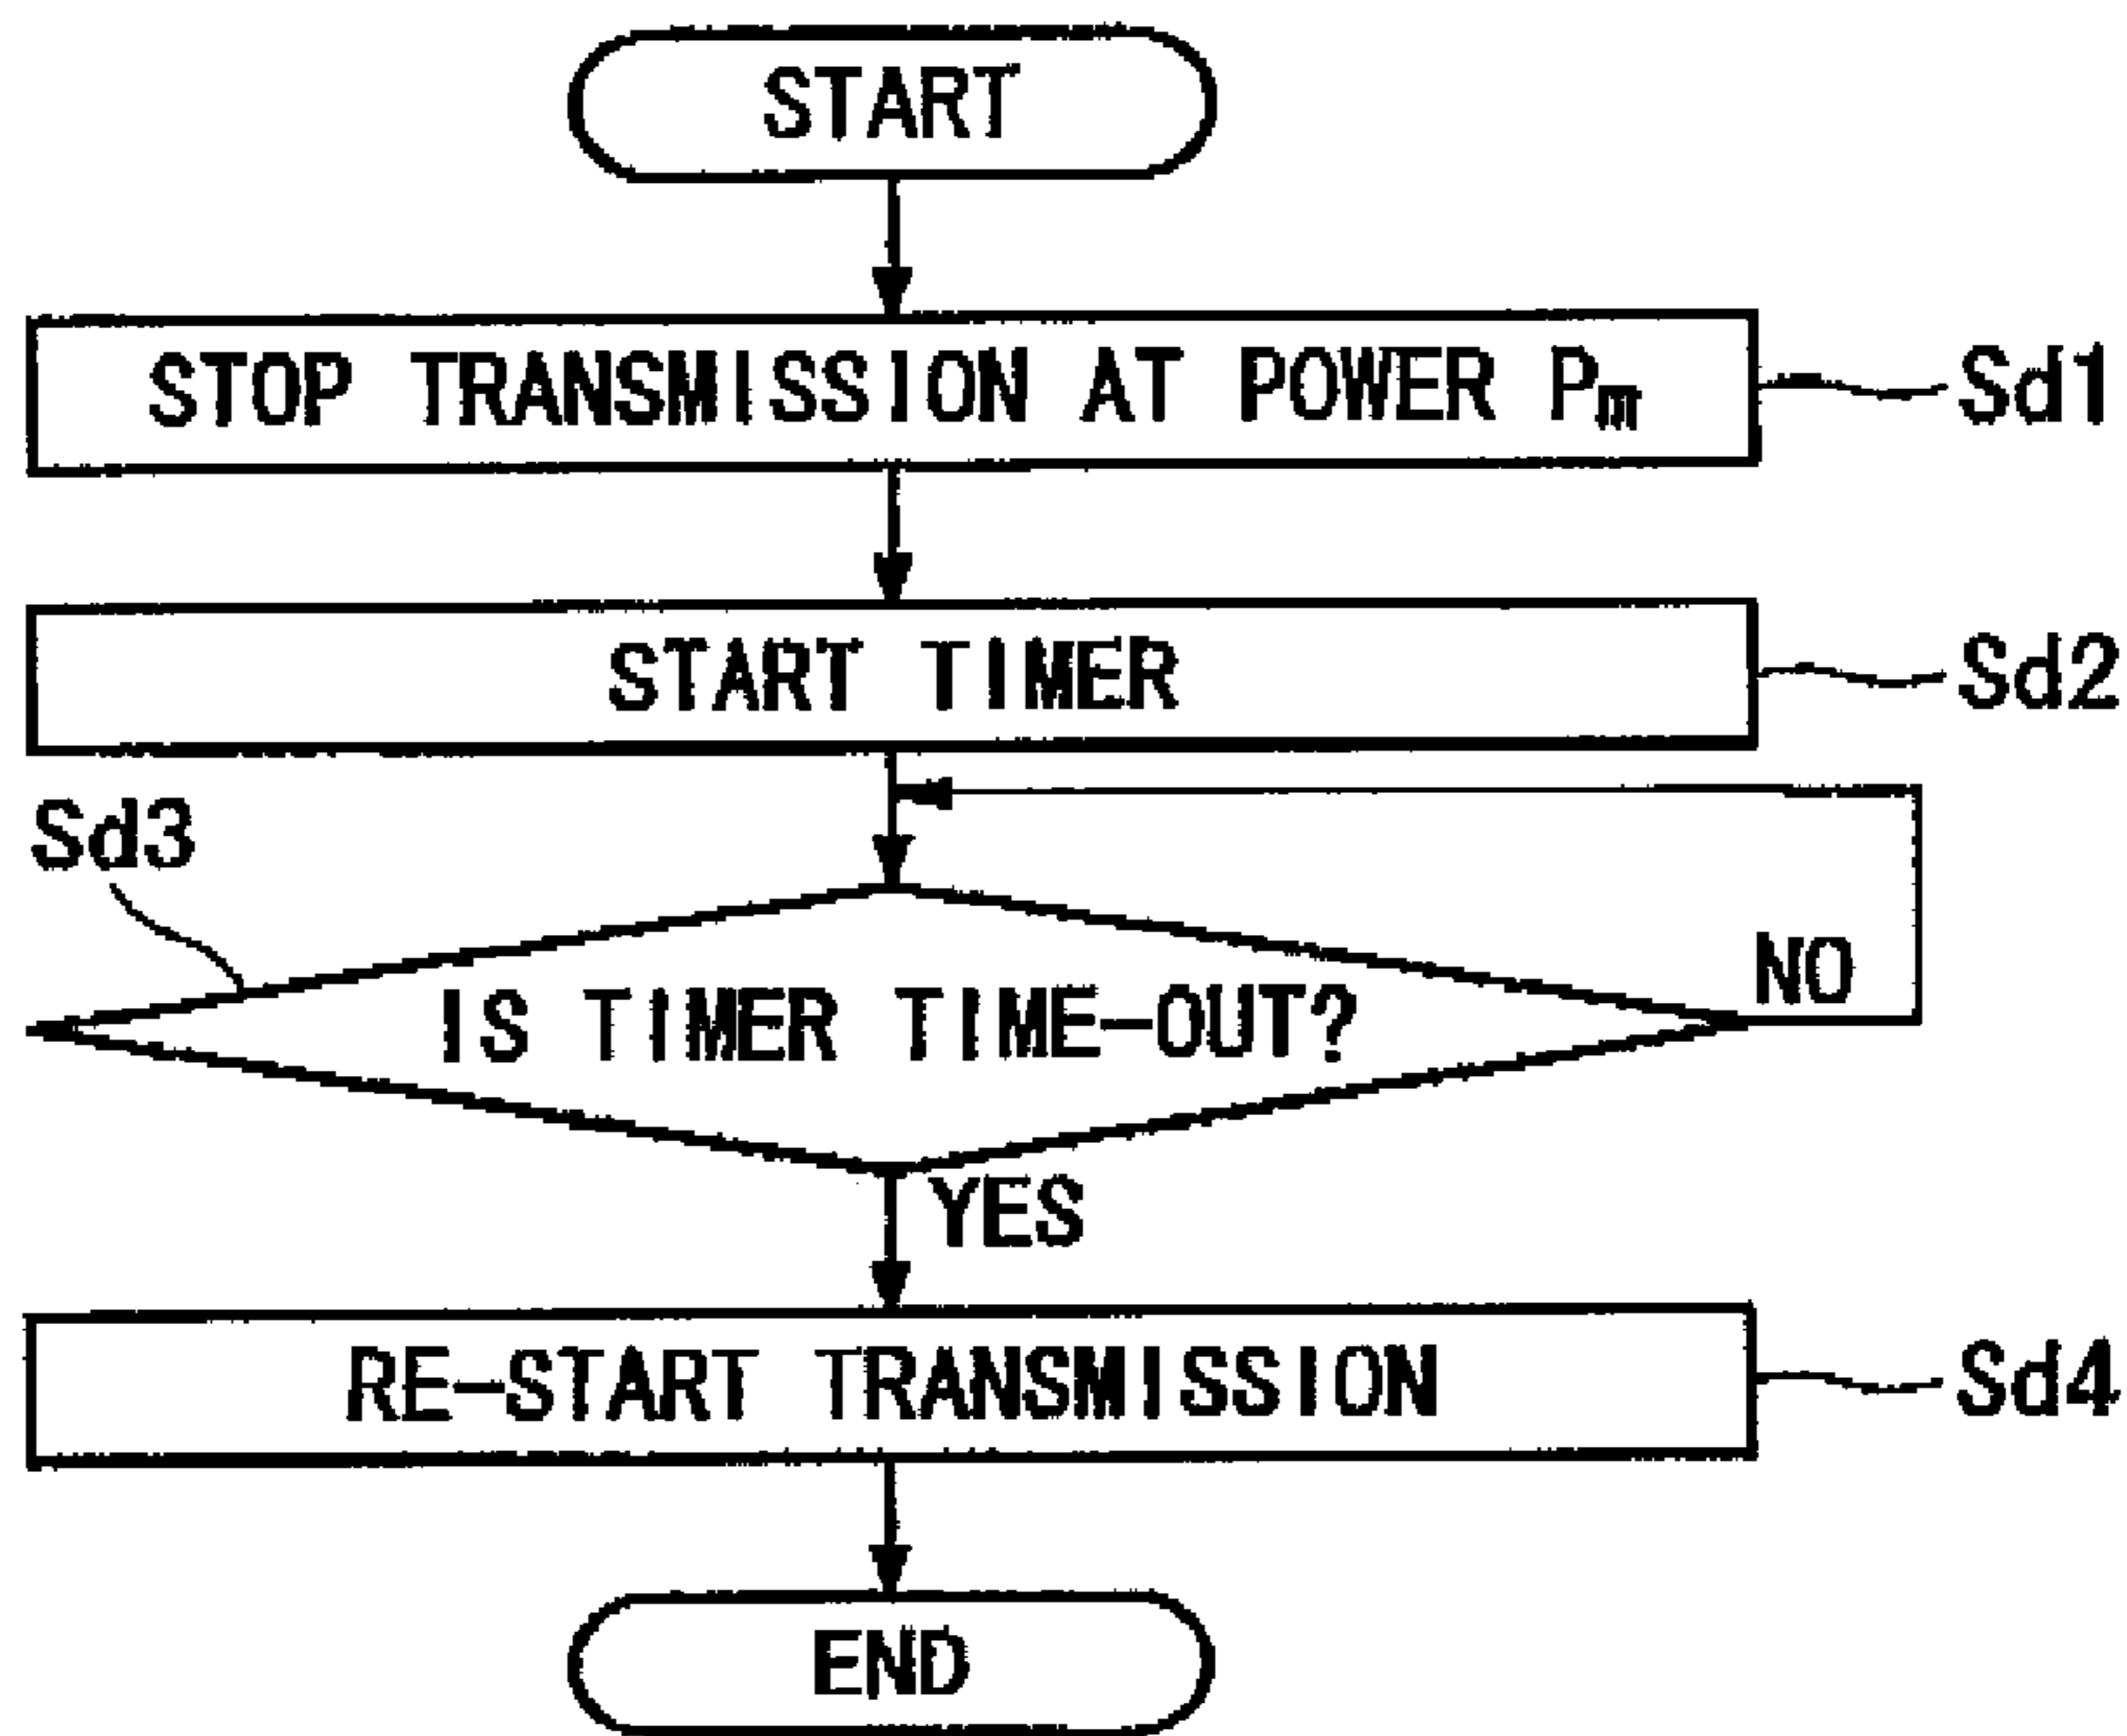 START
STOP TRANSMISSION AT POWER Pm
Sd1
START TIMER
Sd2
Sd3
NO
IS TIMER TIME-OUT?
YES
RE-START TRANSMISSION
Sd4
END